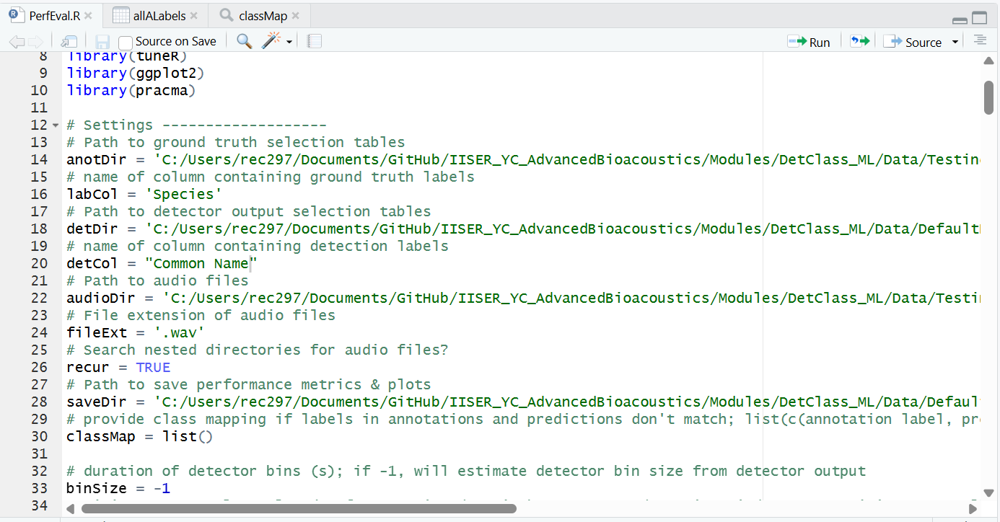 PerfEval.R allALabels classMap
Source on Save Run Source
8 library(tuneR)
9 library(ggplot2)
10 library(pracma)
11
12 # Settings -------------------
13 # Path to ground truth selection tables
14 anotDir = 'C:/Users/rec297/Documents/GitHub/IISER_YC_AdvancedBioacoustics/Modules/DetClass_ML/Data/Testin
15 # name of column containing ground truth labels
16 labCol = 'Species'
17 # Path to detector output selection tables
18 detDir = 'C:/Users/rec297/Documents/GitHub/IISER_YC_AdvancedBioacoustics/Modules/DetClass_ML/Data/Default
19 # name of column containing detection labels
20 detCol = "Common Name"
21 # Path to audio files
22 audioDir = 'C:/Users/rec297/Documents/GitHub/IISER_YC_AdvancedBioacoustics/Modules/DetClass_ML/Data/Testi
23 # File extension of audio files
24 fileExt = '.wav'
25 # Search nested directories for audio files?
26 recur = TRUE
27 # Path to save performance metrics & plots
28 saveDir = 'C:/Users/rec297/Documents/GitHub/IISER_YC_AdvancedBioacoustics/Modules/DetClass_ML/Data/Defaul
29 # provide class mapping if labels in annotations and predictions don't match; list(c(annotation label, pr
30 classMap = list()
31
32 # duration of detector bins (s); if -1, will estimate detector bin size from detector output
33 binSize = -1
34